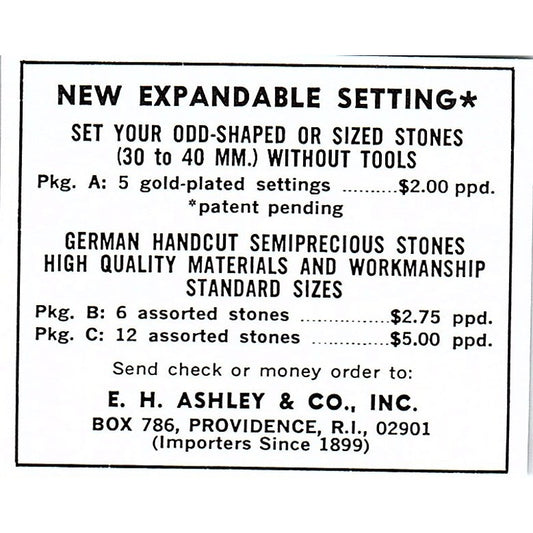 NEW EXPANDABLE SETTING*
SET YOUR ODD-SHAPED OR SIZED STONES
(30 to 40 MM.) WITHOUT TOOLS
Pkg. A: 5 gold-plated settings ..........$2.00 ppd.
*patent pending
GERMAN HANDCUT SEMIPRECIOUS STONES
HIGH QUALITY MATERIALS AND WORKMANSHIP
STANDARD SIZES
Pkg. B: 6 assorted stones ................$2.75 ppd.
Pkg. C: 12 assorted stones ..............$5.00 ppd.
Send check or money order to:
E. H. ASHLEY & CO., INC.
BOX 786, PROVIDENCE, R.I., 02901
(Importers Since 1899)